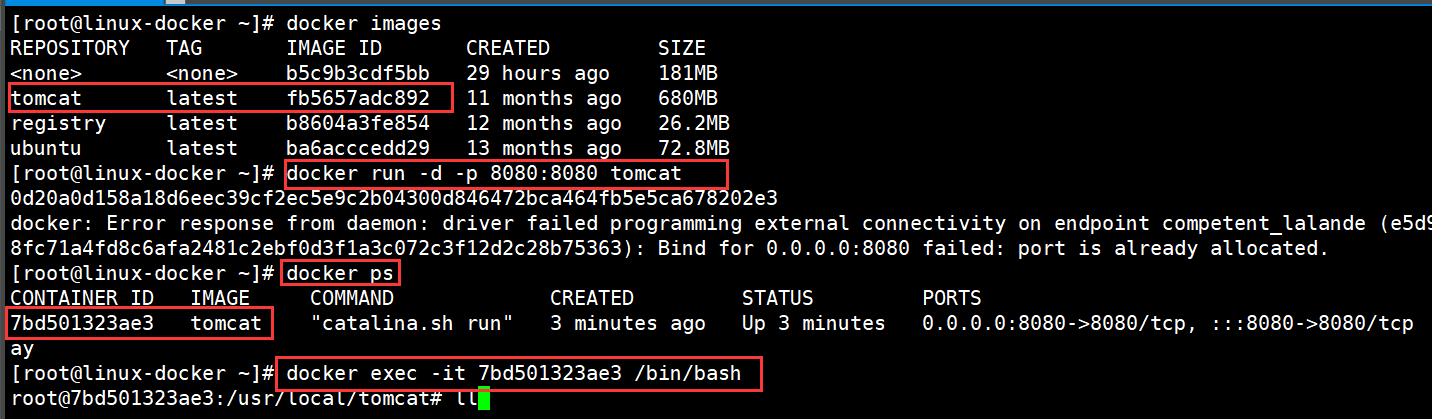 [root@linux-docker ~]# docker images
REPOSITORY   TAG       IMAGE ID       CREATED         SIZE
<none>       <none>    b5c9b3cdf5bb   29 hours ago    181MB
tomcat       latest    fb5657adc892   11 months ago   680MB
registry     latest    b8604a3fe854   12 months ago   26.2MB
ubuntu       latest    ba6acccedd29   13 months ago   72.8MB
[root@linux-docker ~]# docker run -d -p 8080:8080 tomcat
0d20a0d158a18d6eec39cf2ec5e9c2b04300d846472bca464fb5e5ca678202e3
docker: Error response from daemon: driver failed programming external connectivity on endpoint competent_lalande (e5d9
8fc71a4fd8c6afa2481c2ebf0d3f1a3c072c3f12d2c28b75363): Bind for 0.0.0.0:8080 failed: port is already allocated.
[root@linux-docker ~]# docker ps
CONTAINER ID   IMAGE     COMMAND             CREATED         STATUS         PORTS
7bd501323ae3   tomcat    "catalina.sh run"   3 minutes ago   Up 3 minutes   0.0.0.0:8080->8080/tcp, :::8080->8080/tcp
ay
[root@linux-docker ~]# docker exec -it 7bd501323ae3 /bin/bash
root@7bd501323ae3:/usr/local/tomcat# ll